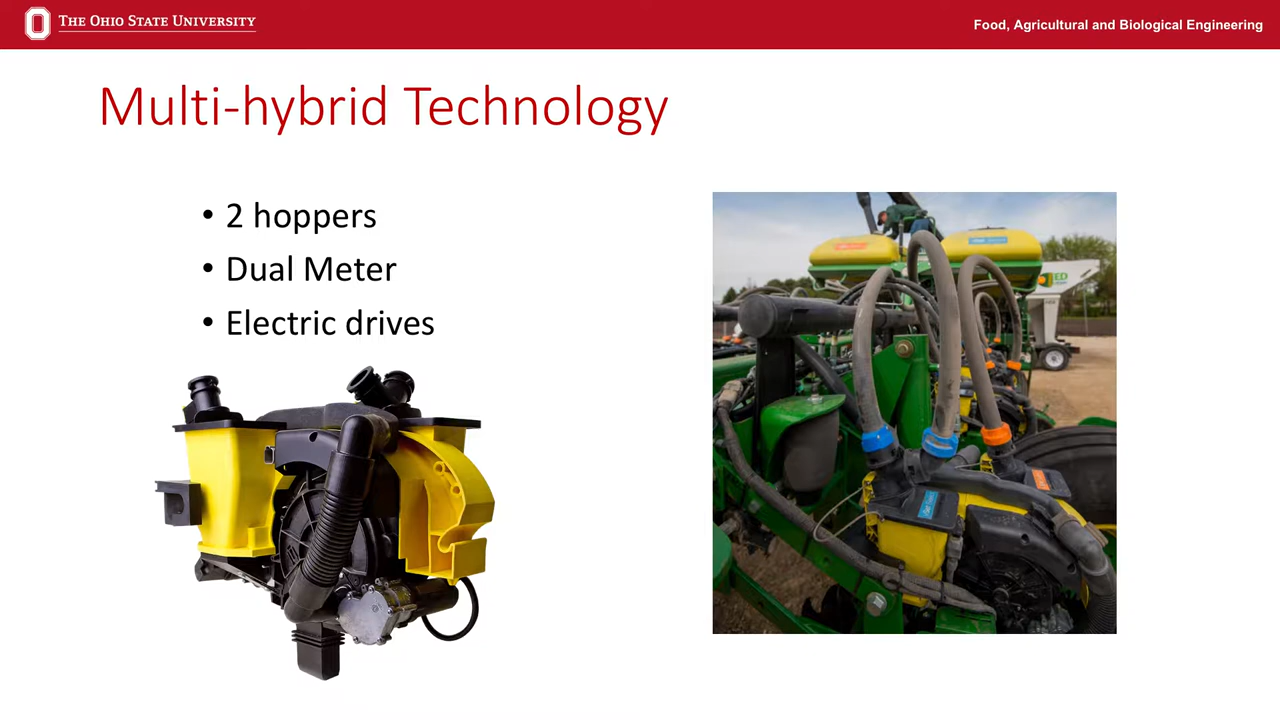 The Ohio State University
Food, Agricultural and Biological Engineering
Multi-hybrid Technology
• 2 hoppers
• Dual Meter
• Electric drives